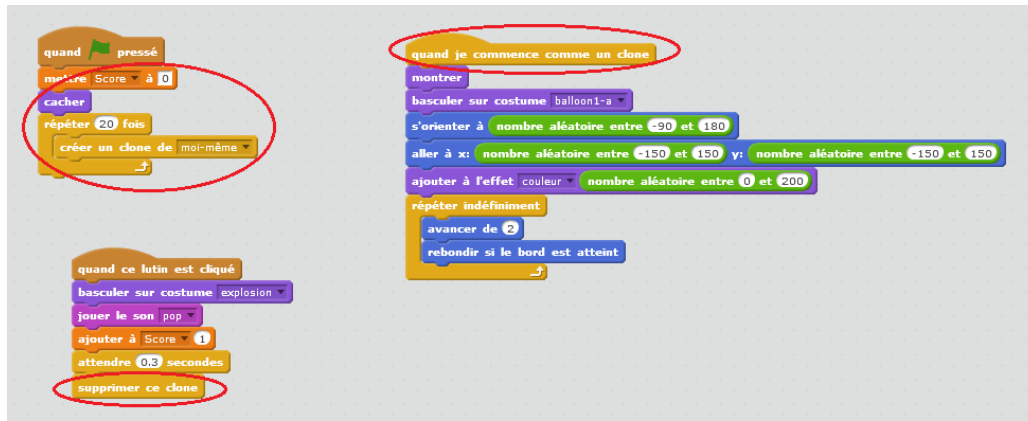 quand pressé
mettre Score à 0
cacher
répéter 20 fois
créer un clone de moi-même
quand ce lutin est cliqué
basculer sur costume explosion
jouer le son pop
ajouter à Score 1
attendre 0.3 secondes
supprimer ce clone
quand je commence comme un clone
montrer
basculer sur costume balloon1-a
s'orienter à nombre aléatoire entre -90 et 180
aller à x: nombre aléatoire entre -150 et 150 y: nombre aléatoire entre -150 et 150
ajouter à l'effet couleur nombre aléatoire entre 0 et 200
répéter indéfiniment
avancer de 2
rebondir si le bord est atteint